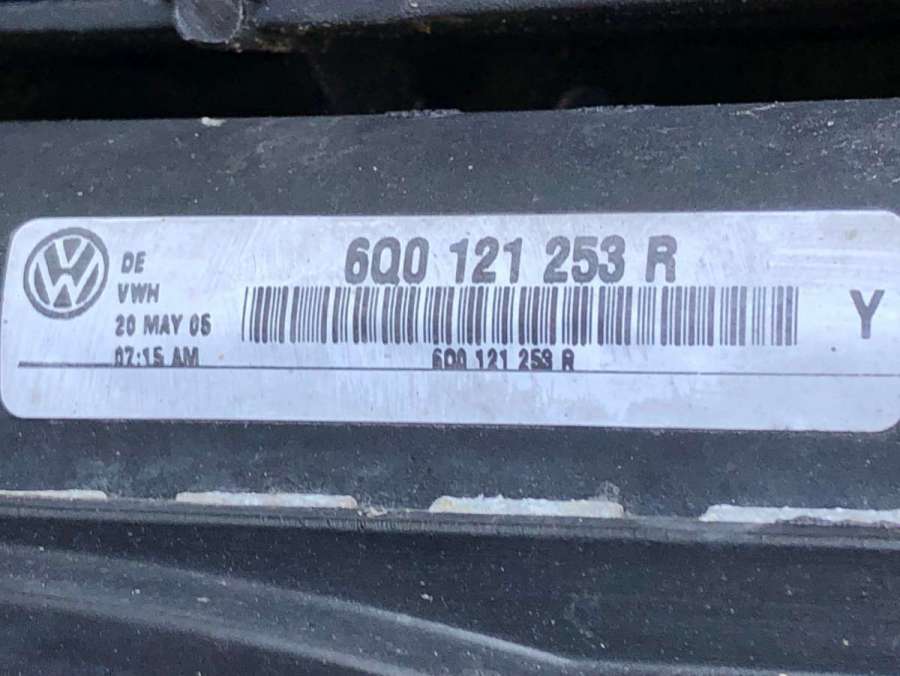 6Q0 121 253 R
DE
VWH
20 MAY 05
07:15 AM
6Q0 121 253 R
Y